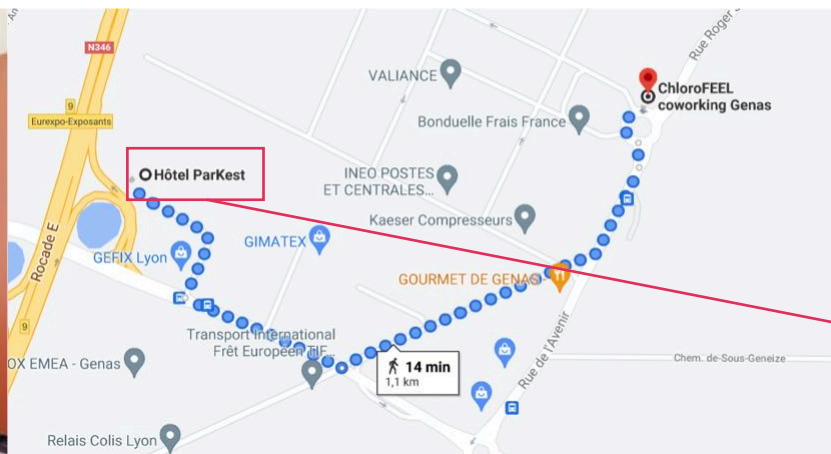 An
N346
Rue Roger S
VALIANCE
ChloroFEEL
coworking Genas
9
Eurexpo-Exposants
Bonduelle Frais France
Hôtel ParKest
INEO POSTES
ET CENTRALES...
Kaeser Compresseurs
Rocade E
GEFIX Lyon
GIMATEX
GOURMET DE GENAS
9
Transport International
Frêt Européen TIF...
OX EMEA - Genas
14 min
1,1 km
Rue de l'Avenir
Chem. de-Sous-Geneize
Relais Colis Lyon